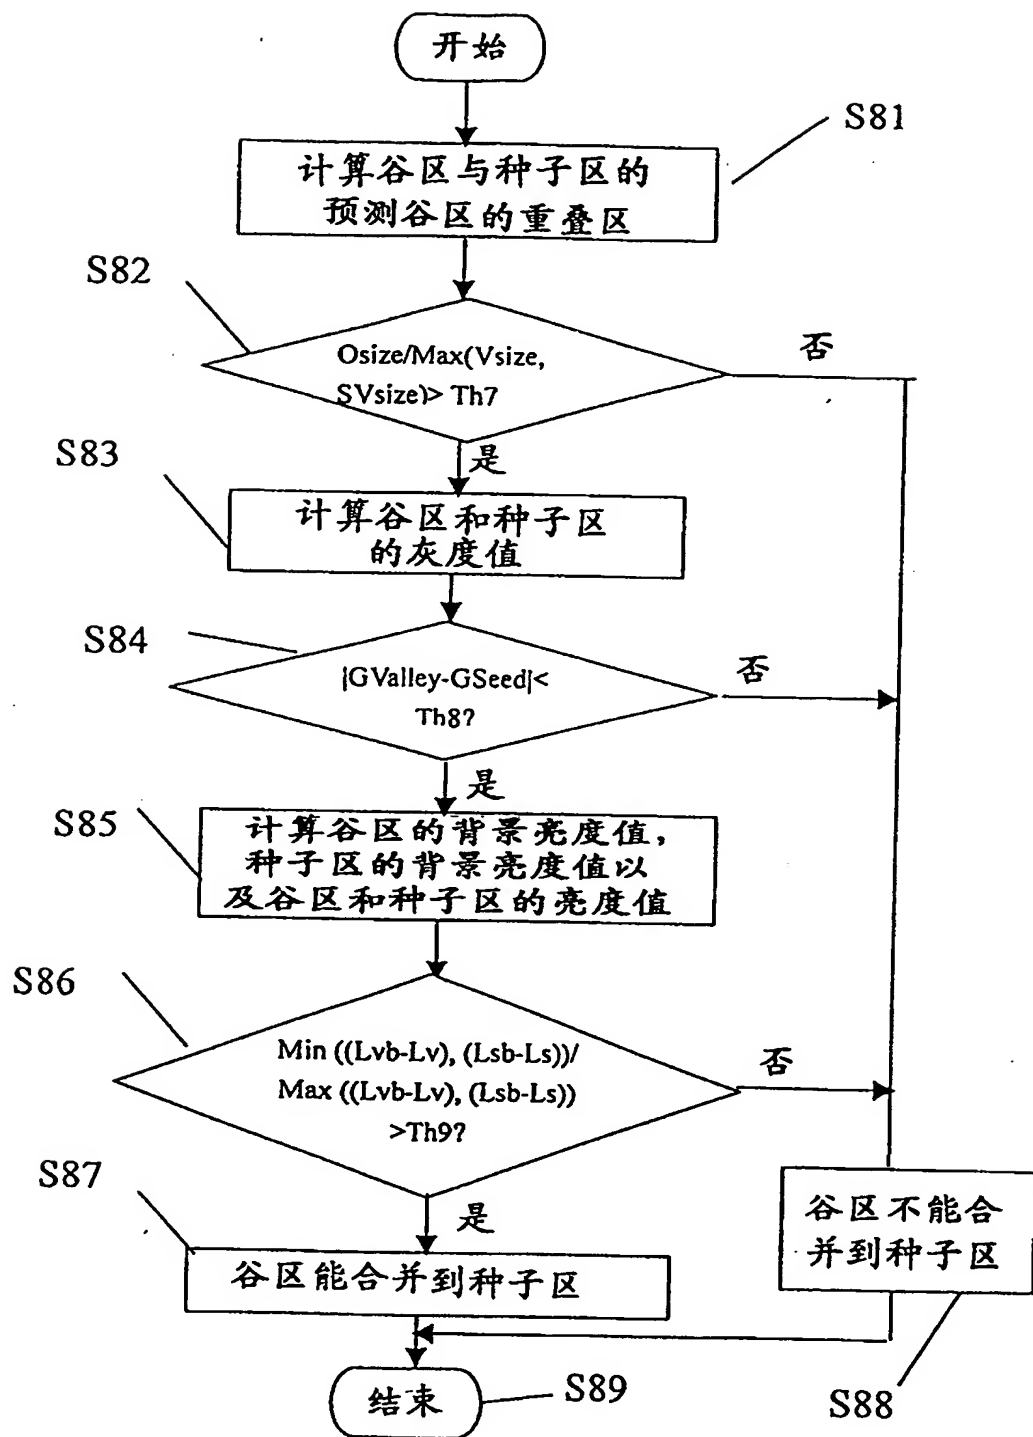 开始
S81
计算谷区与种子区的
预测谷区的重叠区
S82
Osize/Max(Vsize,
SVsize)> Th7
否
是
S83
计算谷区和种子区
的灰度值
S84
|GValley-GSeed|<
Th8?
否
是
S85
计算谷区的背景亮度值,
种子区的背景亮度值以
及谷区和种子区的亮度值
S86
Min ((Lvb-Lv), (Lsb-Ls))/
Max ((Lvb-Lv), (Lsb-Ls))
>Th9?
否
是
S87
谷区能合并到种子区
谷区不能合
并到种子区
S88
结束
S89